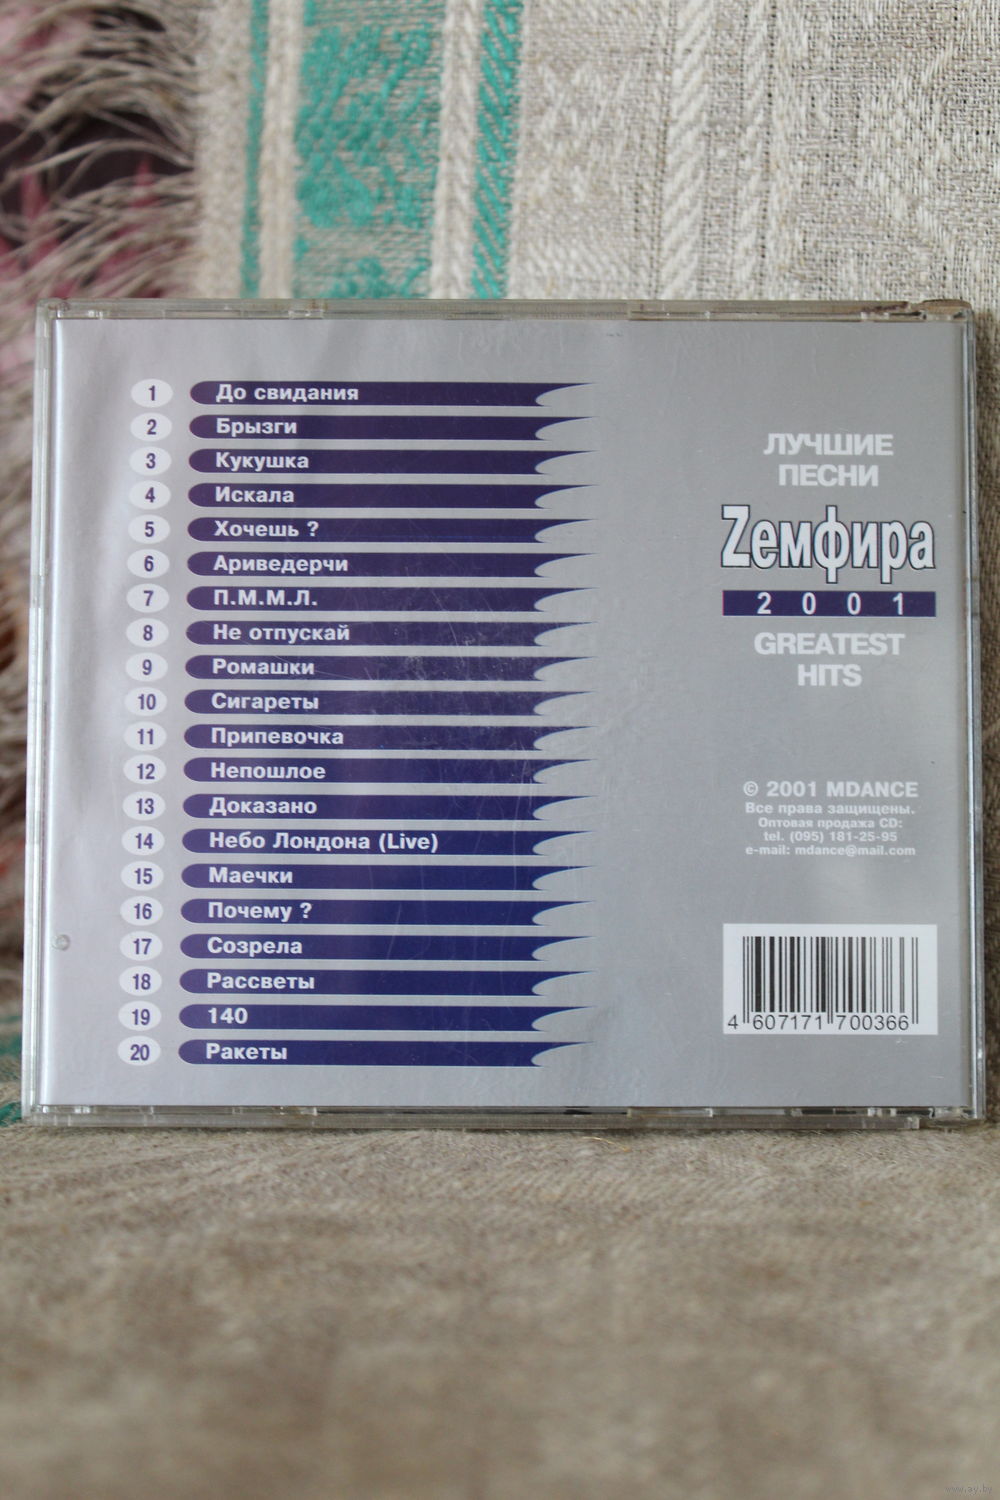 1 До свидания
2 Брызги
3 Кукушка
4 Искала
5 Хочешь ?
6 Ариведерчи
7 П.М.М.Л.
8 Не отпускай
9 Ромашки
10 Сигареты
11 Припевочка
12 Непошлое
13 Доказано
14 Небо Лондона (Live)
15 Маечки
16 Почему ?
17 Созрела
18 Рассветы
19 140
20 Ракеты
ЛУЧШИЕ
ПЕСНИ
Zемфира
2001
GREATEST
HITS
© 2001 MDANCE
Все права защищены.
Оптовая продажа CD:
tel. (095) 181-25-95
e-mail: mdance@mail.com
4 607171 700366
www.ay.by